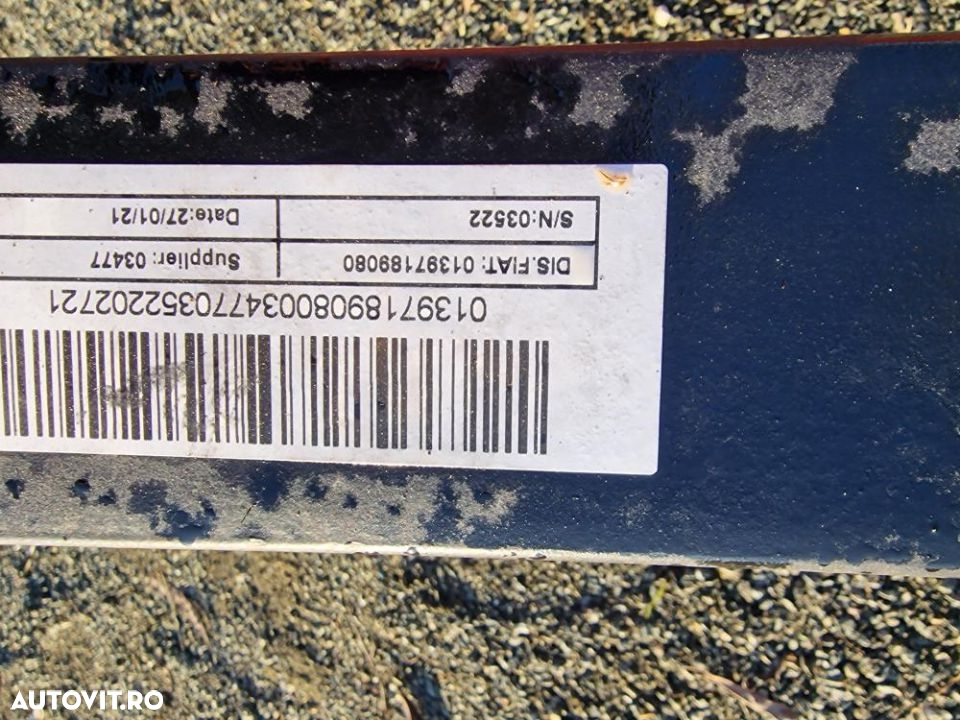 01397189080034770352202721
DIS.FIAT: 01397189080 Supplier: 03477
S/N:03522 Date:27/01/21
AUTOVIT.RO